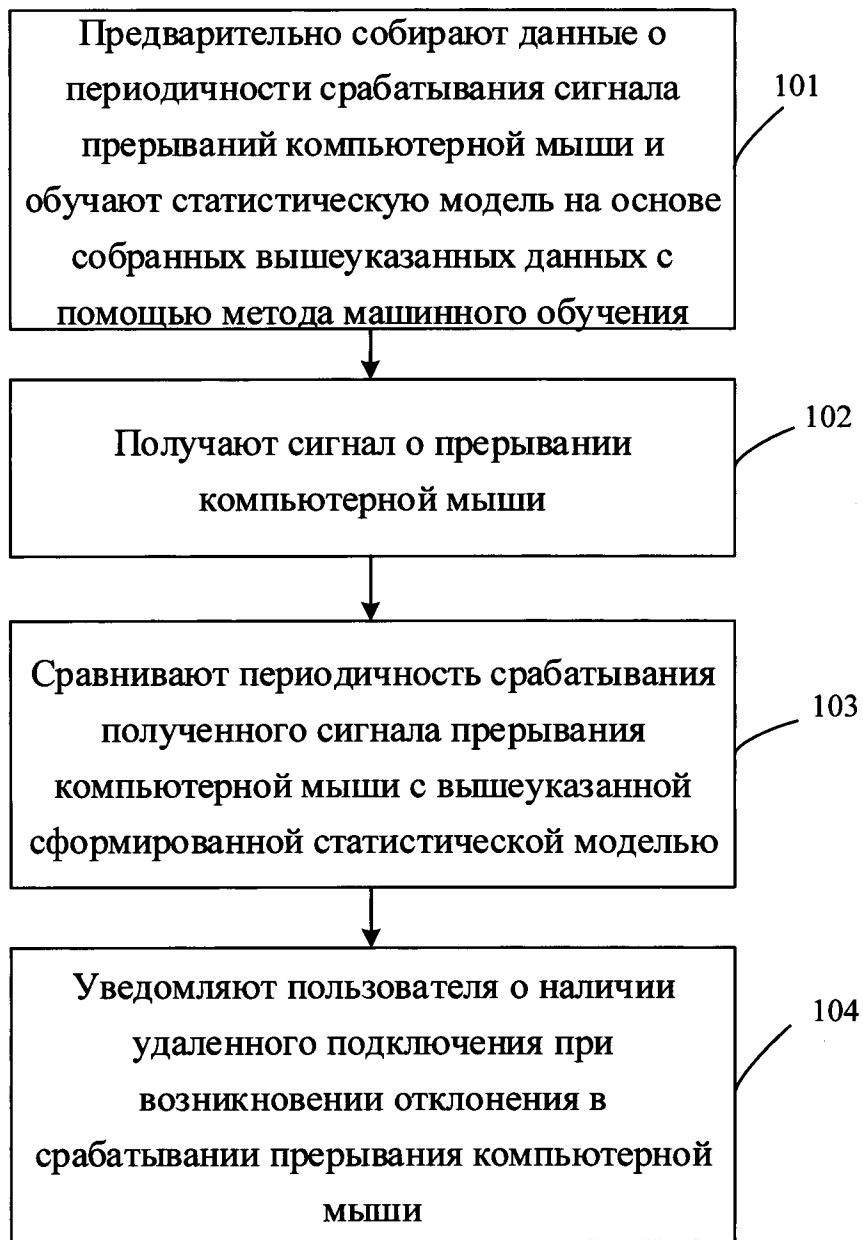 Предварительно собирают данные о
периодичности срабатывания сигнала
прерываний компьютерной мыши и
обучают статистическую модель на основе
собранных вышеуказанных данных с
помощью метода машинного обучения
101
Получают сигнал о прерывании
компьютерной мыши
102
Сравнивают периодичность срабатывания
полученного сигнала прерывания
компьютерной мыши с вышеуказанной
сформированной статистической моделью
103
Уведомляют пользователя о наличии
удаленного подключения при
возникновении отклонения в
срабатывании прерывания компьютерной
мыши
104